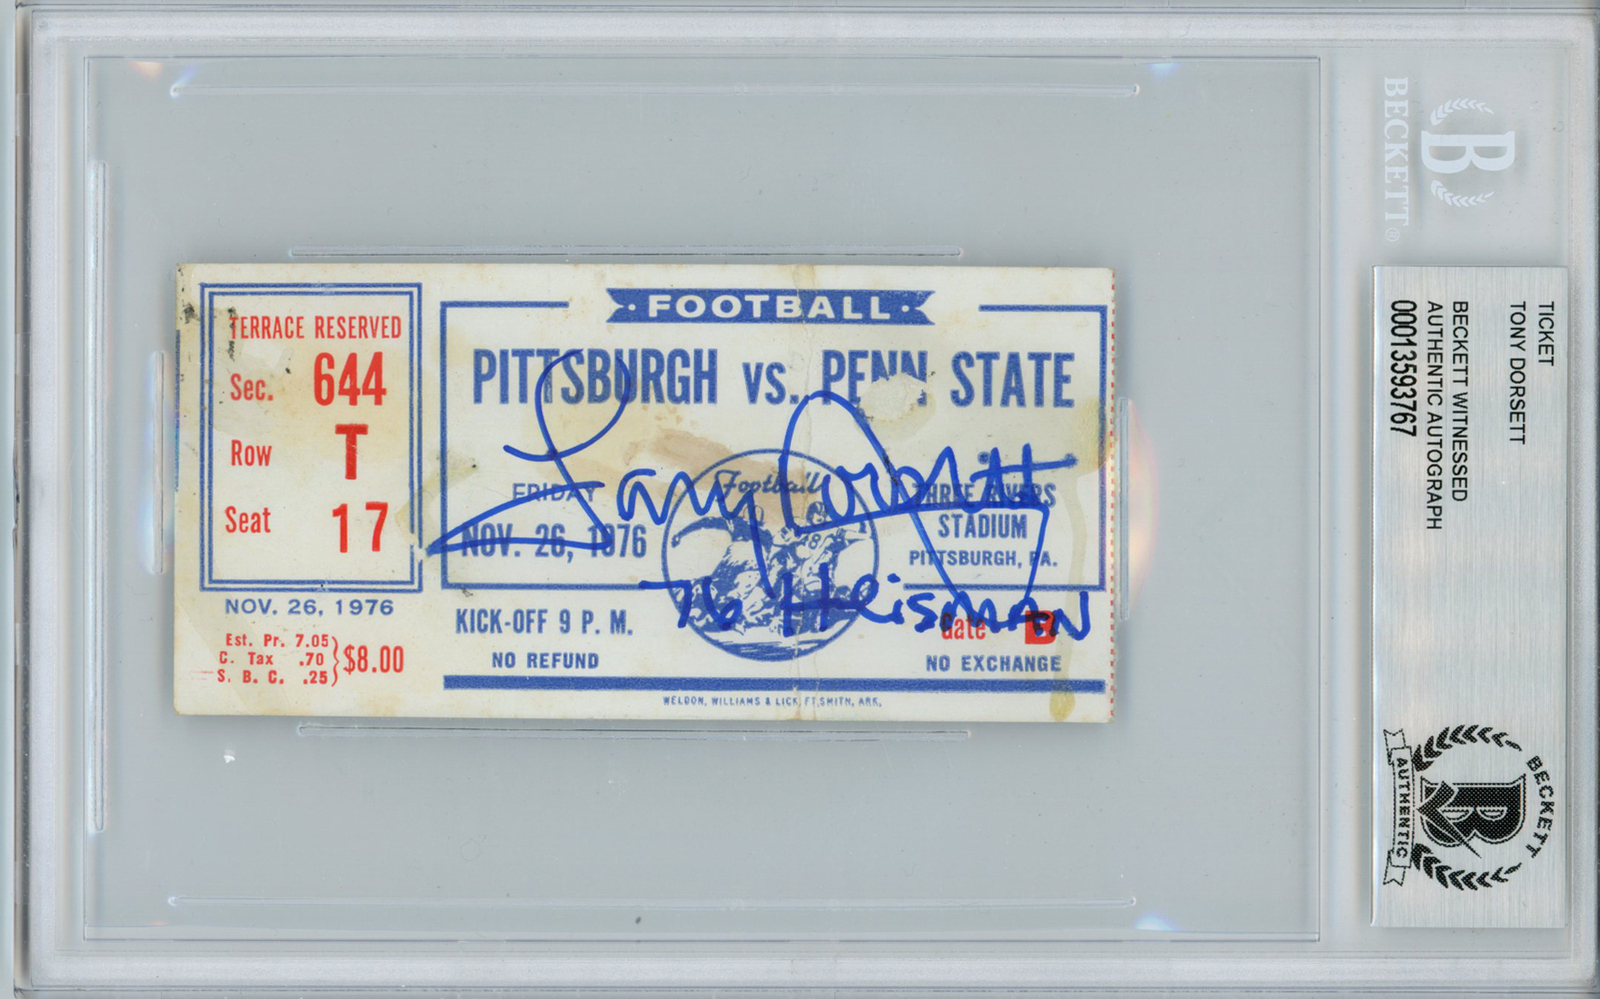 · FOOTBALL ·
TERRACE RESERVED
Sec. 644
Row T
Seat 17
NOV. 26, 1976
Est. Pr. 7.05
C. Tax .70
S. B. C. .25
$8.00
PITTSBURGH VS. PENN STATE
FRIDAY
NOV. 26, 1976
Football
THREE RIVERS
STADIUM
PITTSBURGH, PA.
KICK-OFF 9 P. M.
NO REFUND
Gate B
NO EXCHANGE
WELDON, WILLIAMS & LICK, FT. SMITH, ARK.
Tony Dorsett
76 HEISMAN
BECKETT®
B
TICKET
TONY DORSETT
BECKETT WITNESSED
AUTHENTIC AUTOGRAPH
00013593767
BECKETT
B
AUTHENTIC